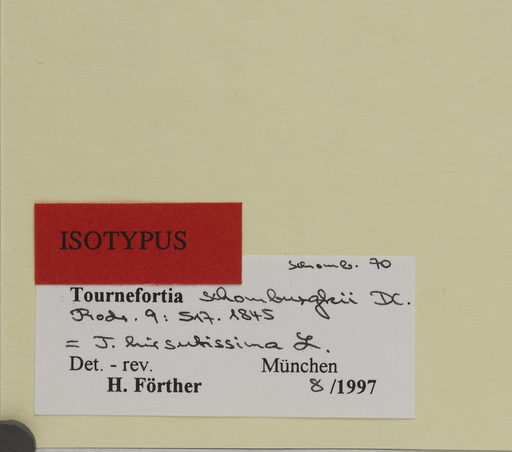 ISOTYPUS
Schomb. 70
Tournefortia schomburgkii DC.
Prodr. 9: 517. 1845
= T. hirsutissima L.
Det. - rev. München
H. Förther 8/1997